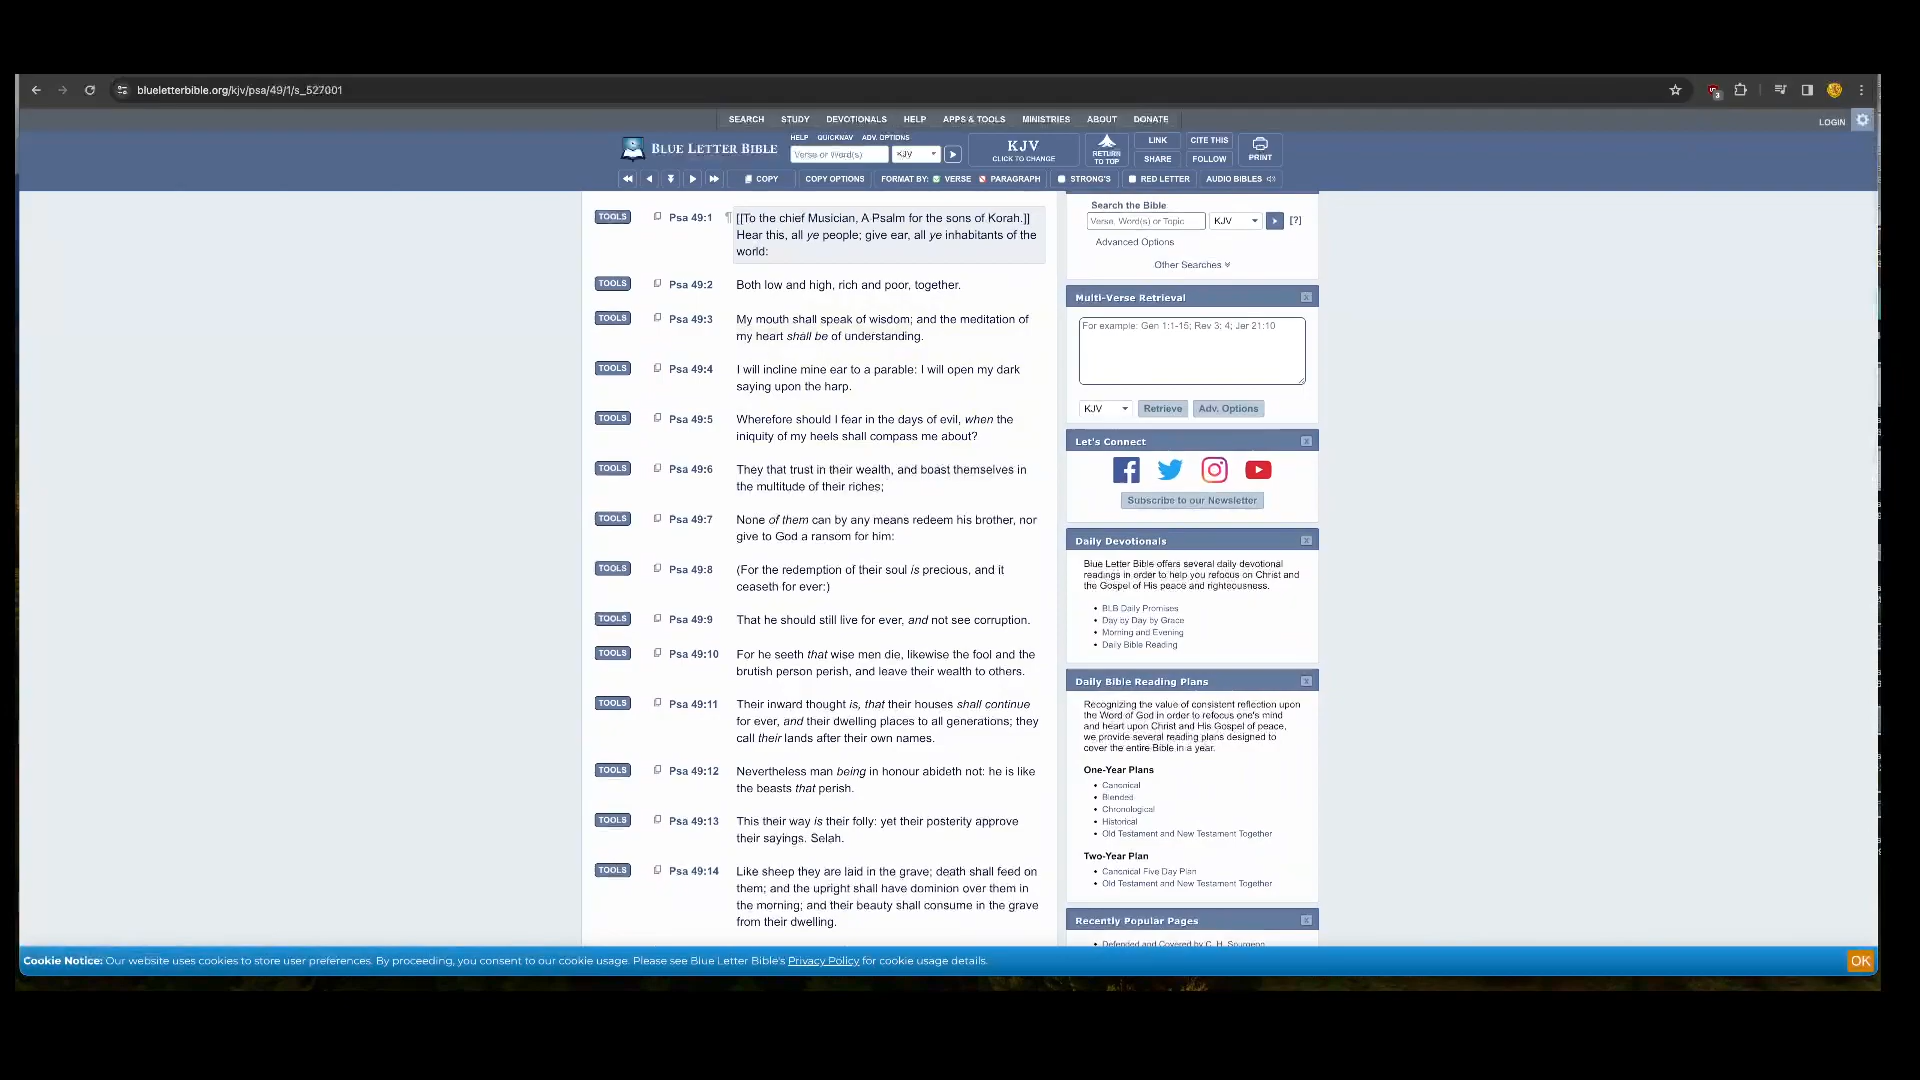 blueletterbible.org/kjv/psa/49/1/s_527001
SEARCH STUDY DEVOTIONALS HELP APPS & TOOLS MINISTRIES ABOUT DONATE
LOGIN
BLUE LETTER BIBLE
HELP QUICKNAV ADV. OPTIONS
Verse or Word(s) KJV
KJV
CLICK TO CHANGE
RETURN
TO TOP
LINK CITE THIS
SHARE FOLLOW
PRINT
COPY COPY OPTIONS FORMAT BY: VERSE PARAGRAPH STRONG'S RED LETTER AUDIO BIBLES
TOOLS Psa 49:1 ¶ [[To the chief Musician, A Psalm for the sons of Korah.]]
Hear this, all ye people; give ear, all ye inhabitants of the
world:
TOOLS Psa 49:2 Both low and high, rich and poor, together.
TOOLS Psa 49:3 My mouth shall speak of wisdom; and the meditation of
my heart shall be of understanding.
TOOLS Psa 49:4 I will incline mine ear to a parable: I will open my dark
saying upon the harp.
TOOLS Psa 49:5 Wherefore should I fear in the days of evil, when the
iniquity of my heels shall compass me about?
TOOLS Psa 49:6 They that trust in their wealth, and boast themselves in
the multitude of their riches;
TOOLS Psa 49:7 None of them can by any means redeem his brother, nor
give to God a ransom for him:
TOOLS Psa 49:8 (For the redemption of their soul is precious, and it
ceaseth for ever:)
TOOLS Psa 49:9 That he should still live for ever, and not see corruption.
TOOLS Psa 49:10 For he seeth that wise men die, likewise the fool and the
brutish person perish, and leave their wealth to others.
TOOLS Psa 49:11 Their inward thought is, that their houses shall continue
for ever, and their dwelling places to all generations; they
call their lands after their own names.
TOOLS Psa 49:12 Nevertheless man being in honour abideth not: he is like
the beasts that perish.
TOOLS Psa 49:13 This their way is their folly: yet their posterity approve
their sayings. Selah.
TOOLS Psa 49:14 Like sheep they are laid in the grave; death shall feed on
them; and the upright shall have dominion over them in
the morning; and their beauty shall consume in the grave
from their dwelling.
Search the Bible
Verse, Word(s) or Topic KJV [?]
Advanced Options
Other Searches
Multi-Verse Retrieval
For example: Gen 1:1-15; Rev 3; 4; Jer 21:10
KJV Retrieve Adv. Options
Let's Connect
Subscribe to our Newsletter
Daily Devotionals
Blue Letter Bible offers several daily devotional
readings in order to help you refocus on Christ and
the Gospel of His peace and righteousness.
• BLB Daily Promises
• Day by Day by Grace
• Morning and Evening
• Daily Bible Reading
Daily Bible Reading Plans
Recognizing the value of consistent reflection upon
the Word of God in order to refocus one's mind
and heart upon Christ and His Gospel of peace,
we provide several reading plans designed to
cover the entire Bible in a year.
One-Year Plans
• Canonical
• Blended
• Chronological
• Historical
• Old Testament and New Testament Together
Two-Year Plan
• Canonical Five Day Plan
• Old Testament and New Testament Together
Recently Popular Pages
• Defended and Covered by C. H. Spurgeon
Cookie Notice: Our website uses cookies to store user preferences. By proceeding, you consent to our cookie usage. Please see Blue Letter Bible's Privacy Policy for cookie usage details.
OK